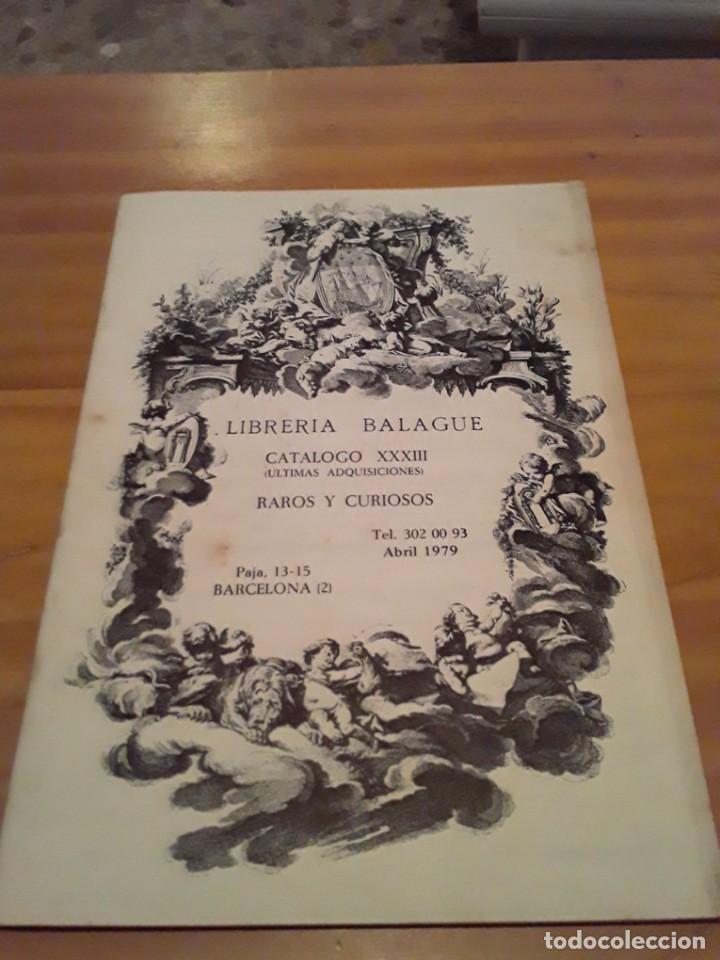 LIBRERIA BALAGUE
CATALOGO XXXIII
(ULTIMAS ADQUISICIONES)
RAROS Y CURIOSOS
Tel. 302 00 93
Abril 1979
Paja, 13-15
BARCELONA (2)
todocoleccion.net